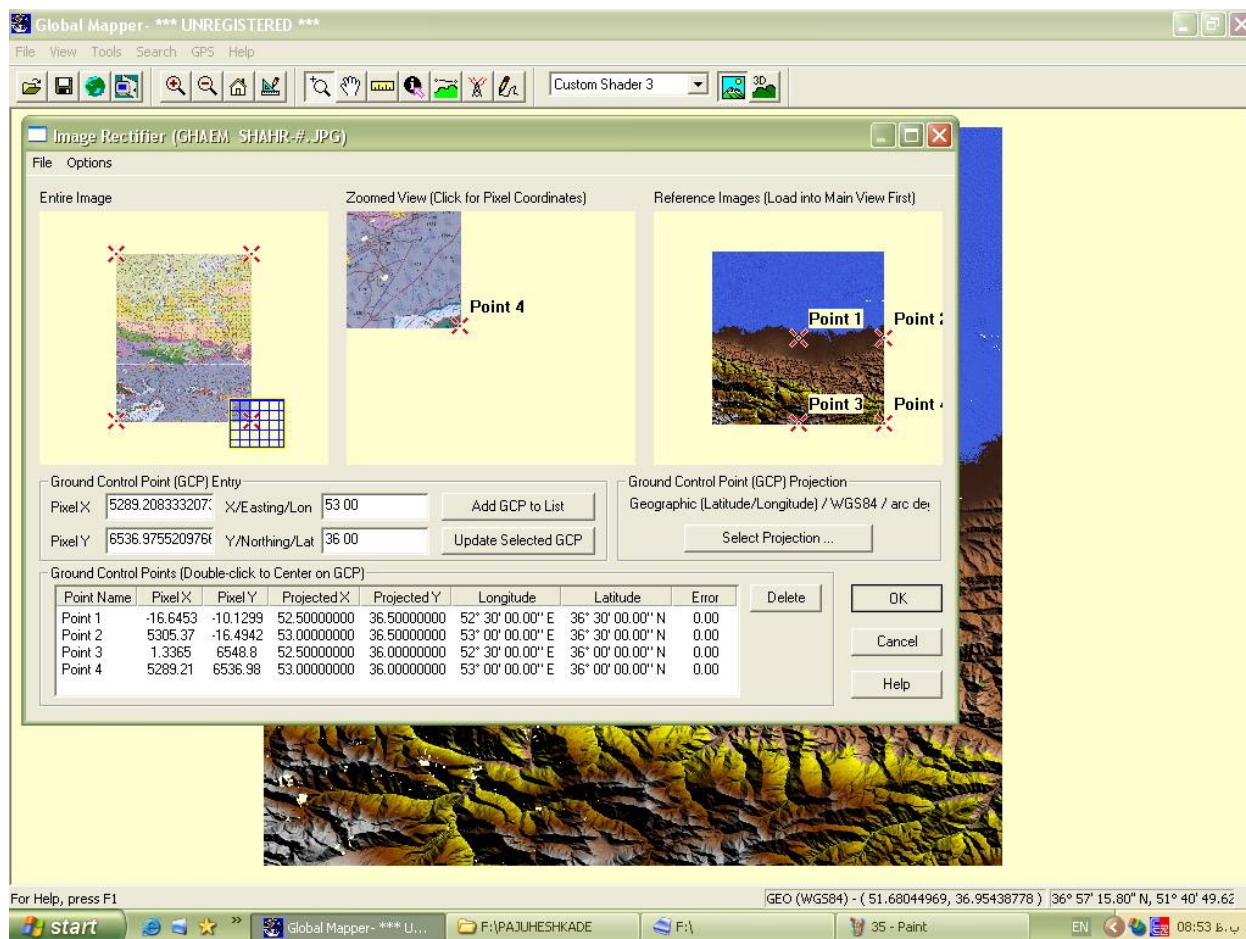 Global Mapper- *** UNREGISTERED ***
File View Tools Search GPS Help
Custom Shader 3
3D
Image Rectifier (GHAEM SHAHR-#.JPG)
File Options
Entire Image
Zoomed View (Click for Pixel Coordinates)
Reference Images (Load into Main View First)
Point 4
Point 1
Point 2
Point 3
Point
Ground Control Point (GCP) Entry
Pixel X 5289.2083332073 X/Easting/Lon 53 00 Add GCP to List
Pixel Y 6536.975520976 Y/Northing/Lat 36 00 Update Selected GCP
Ground Control Point (GCP) Projection
Geographic (Latitude/Longitude) / WGS84 / arc de
Select Projection ...
Ground Control Points (Double-click to Center on GCP)
Point Name Pixel X Pixel Y Projected X Projected Y Longitude Latitude Error
Point 1 -16.6453 -10.1299 52.50000000 36.50000000 52° 30' 00.00" E 36° 30' 00.00" N 0.00
Point 2 5305.37 -16.4942 53.00000000 36.50000000 53° 00' 00.00" E 36° 30' 00.00" N 0.00
Point 3 1.3365 6548.8 52.50000000 36.00000000 52° 30' 00.00" E 36° 00' 00.00" N 0.00
Point 4 5289.21 6536.98 53.00000000 36.00000000 53° 00' 00.00" E 36° 00' 00.00" N 0.00
Delete
OK
Cancel
Help
For Help, press F1
GEO (WGS84) - ( 51.68044969, 36.95438778 ) 36° 57' 15.80" N, 51° 40' 49.62
start
Global Mapper- *** U...
F:\PAJUHESHKADE
F:\
35 - Paint
EN
08:53 ب.ظ